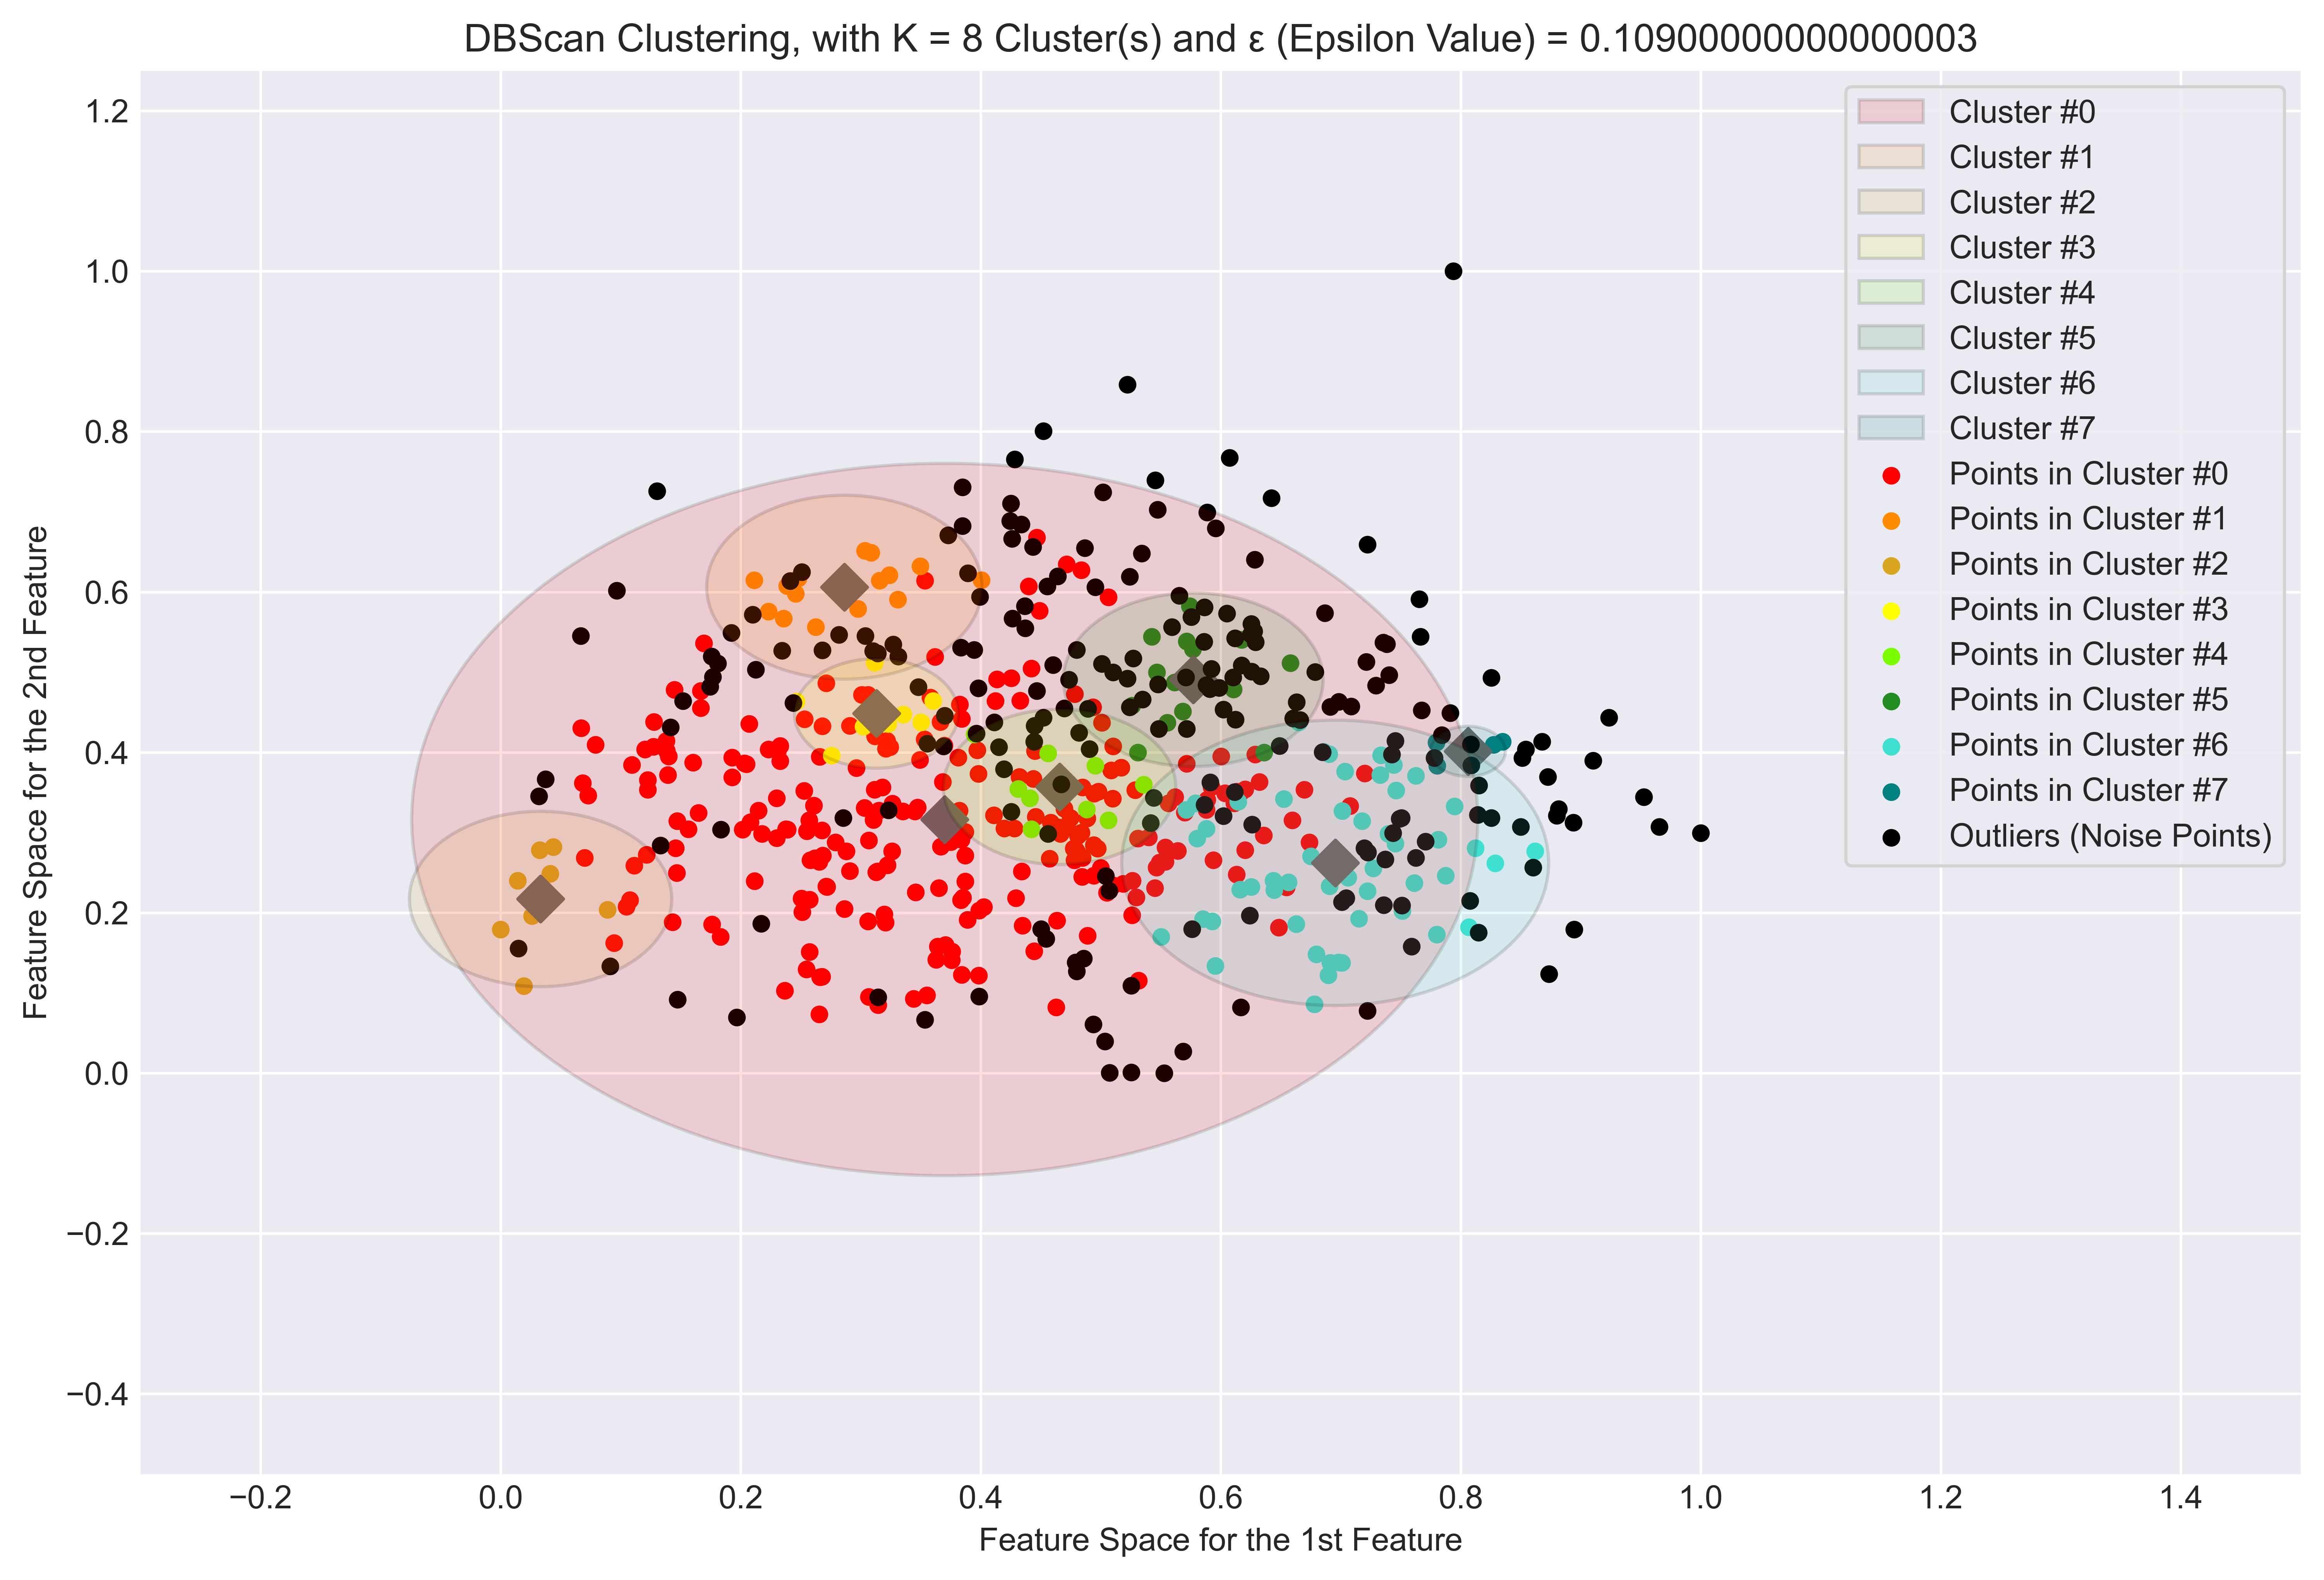 DBScan Clustering, with K = 8 Cluster(s) and ε (Epsilon Value) = 0.10900000000000003
Cluster #0
Cluster #1
Cluster #2
Cluster #3
Cluster #4
Cluster #5
Cluster #6
Cluster #7
Points in Cluster #0
Points in Cluster #1
Points in Cluster #2
Points in Cluster #3
Points in Cluster #4
Points in Cluster #5
Points in Cluster #6
Points in Cluster #7
Outliers (Noise Points)
Feature Space for the 2nd Feature
1.2
1.0
0.8
0.6
0.4
0.2
0.0
−0.2
−0.4
−0.2 0.0 0.2 0.4 0.6 0.8 1.0 1.2 1.4
Feature Space for the 1st Feature